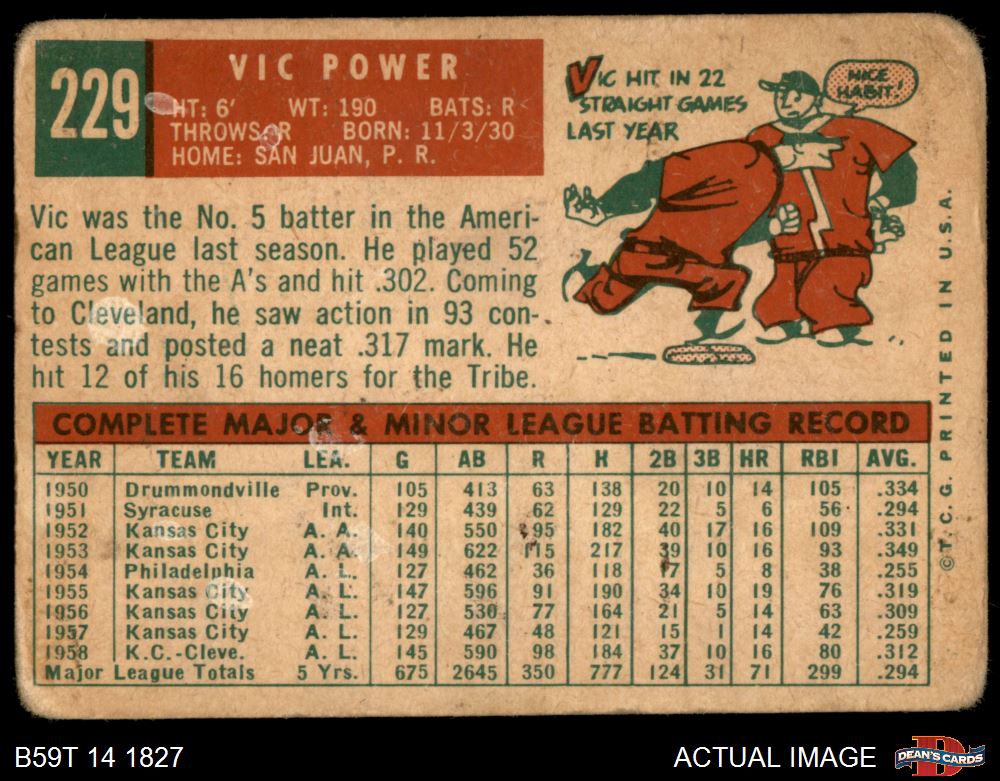 229
VIC POWER
HT: 6' WT: 190 BATS: R
THROWS: R BORN: 11/3/30
HOME: SAN JUAN, P. R.
VIC HIT IN 22
STRAIGHT GAMES
LAST YEAR
NICE
HABIT!
Vic was the No. 5 batter in the Ameri-
can League last season. He played 52
games with the A's and hit .302. Coming
to Cleveland, he saw action in 93 con-
tests and posted a neat .317 mark. He
hit 12 of his 16 homers for the Tribe.
COMPLETE MAJOR & MINOR LEAGUE BATTING RECORD
YEAR TEAM LEA. G AB R H 2B 3B HR RBI AVG.
1950 Drummondville Prov. 105 413 63 138 20 10 14 105 .334
1951 Syracuse Int. 129 439 62 129 22 5 6 56 .294
1952 Kansas City A. A. 140 550 95 182 40 17 16 109 .331
1953 Kansas City A. A. 149 622 115 217 39 10 16 93 .349
1954 Philadelphia A. L. 127 462 36 118 17 5 8 38 .255
1955 Kansas City A. L. 147 596 91 190 34 10 19 76 .319
1956 Kansas City A. L. 127 530 77 164 21 5 14 63 .309
1957 Kansas City A. L. 129 467 48 121 15 1 14 42 .259
1958 K.C.-Cleve. A. L. 145 590 98 184 37 10 16 80 .312
Major League Totals 5 Yrs. 675 2645 350 777 124 31 71 299 .294
© T. C. G. PRINTED IN U.S.A.
B59T 14 1827
ACTUAL IMAGE
D
DEAN'S CARDS